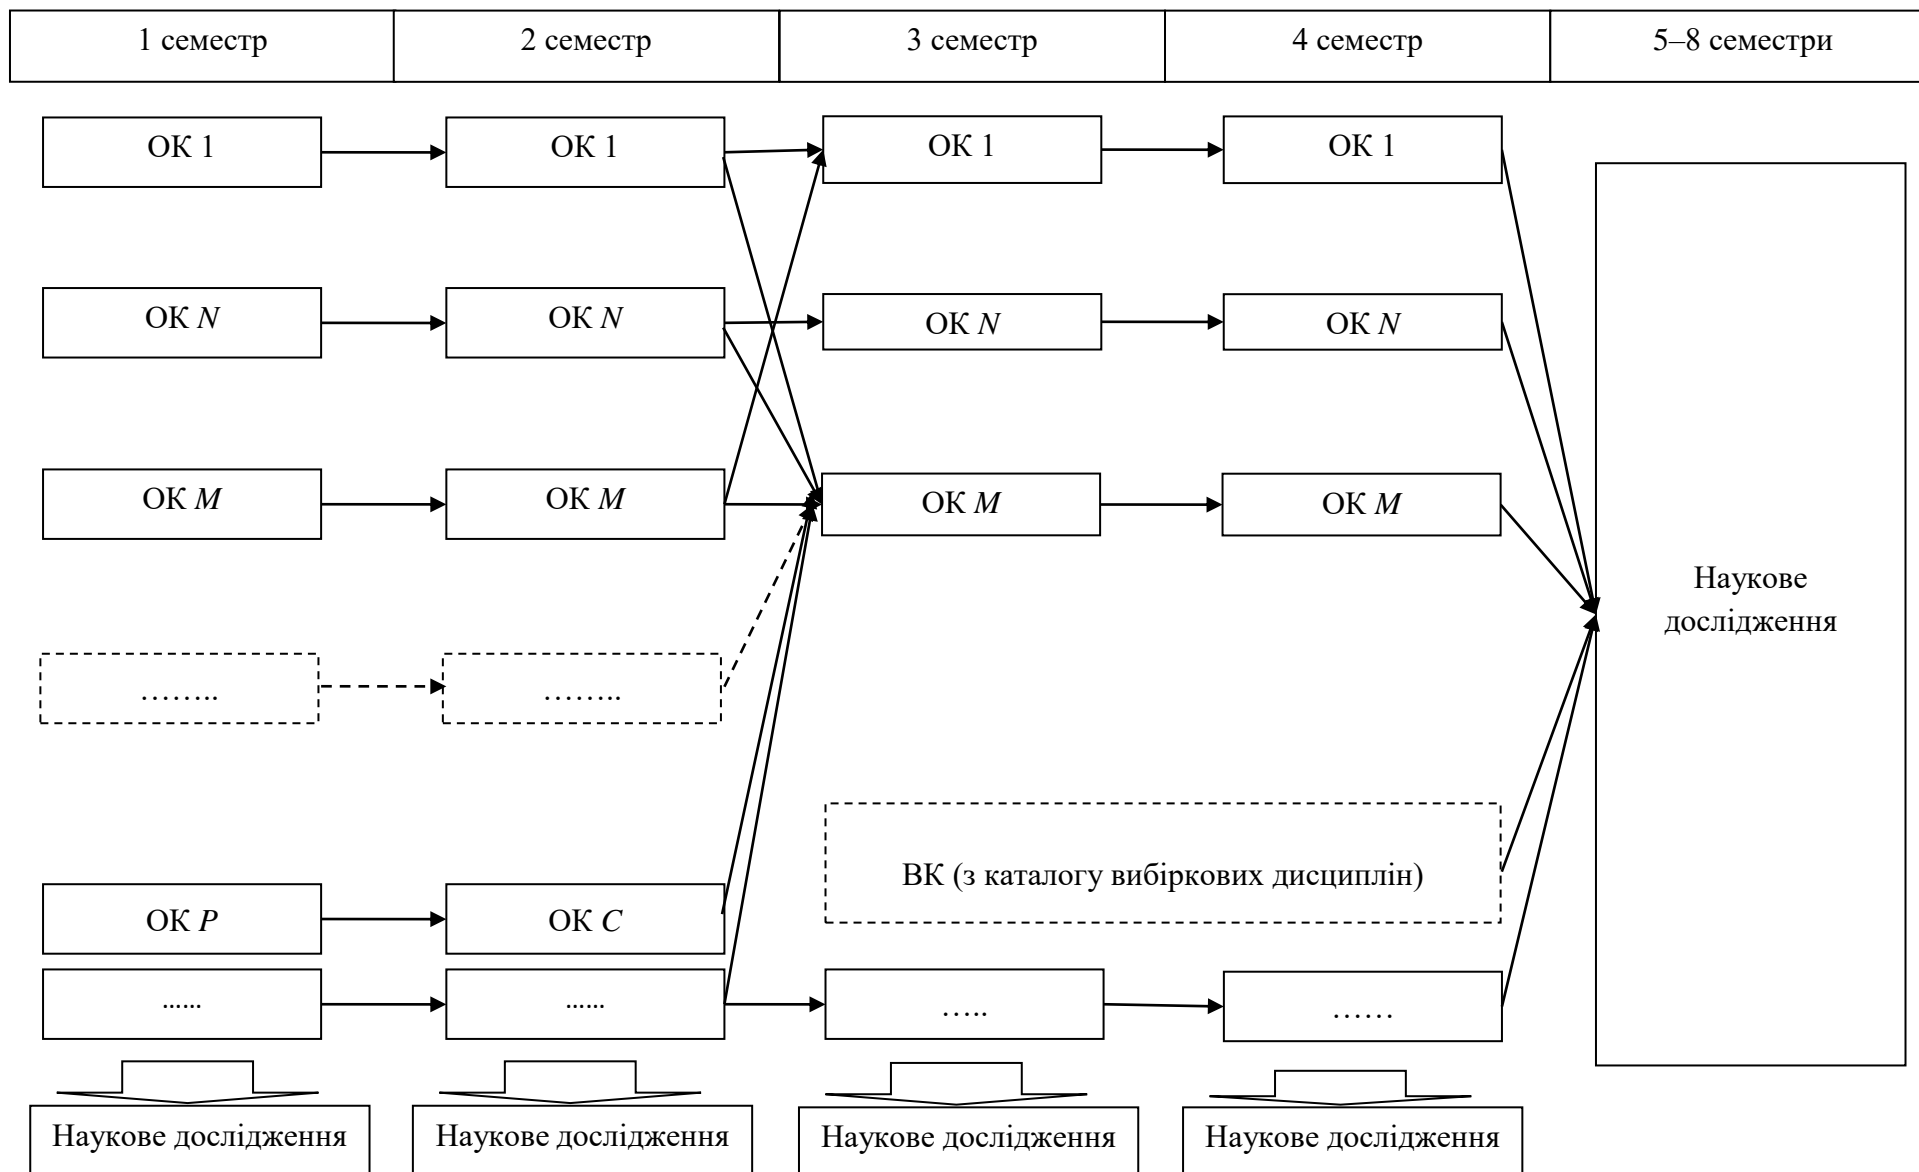 1 семестр
2 семестр
3 семестр
4 семестр
5–8 семестри
ОК 1
ОК 1
ОК 1
ОК 1
ОК N
ОК N
ОК N
ОК N
ОК M
ОК M
ОК M
ОК M
Наукове
дослідження
……..
……..
ВК (з каталогу вибіркових дисциплін)
ОК P
ОК C
......
......
…..
……
Наукове дослідження
Наукове дослідження
Наукове дослідження
Наукове дослідження